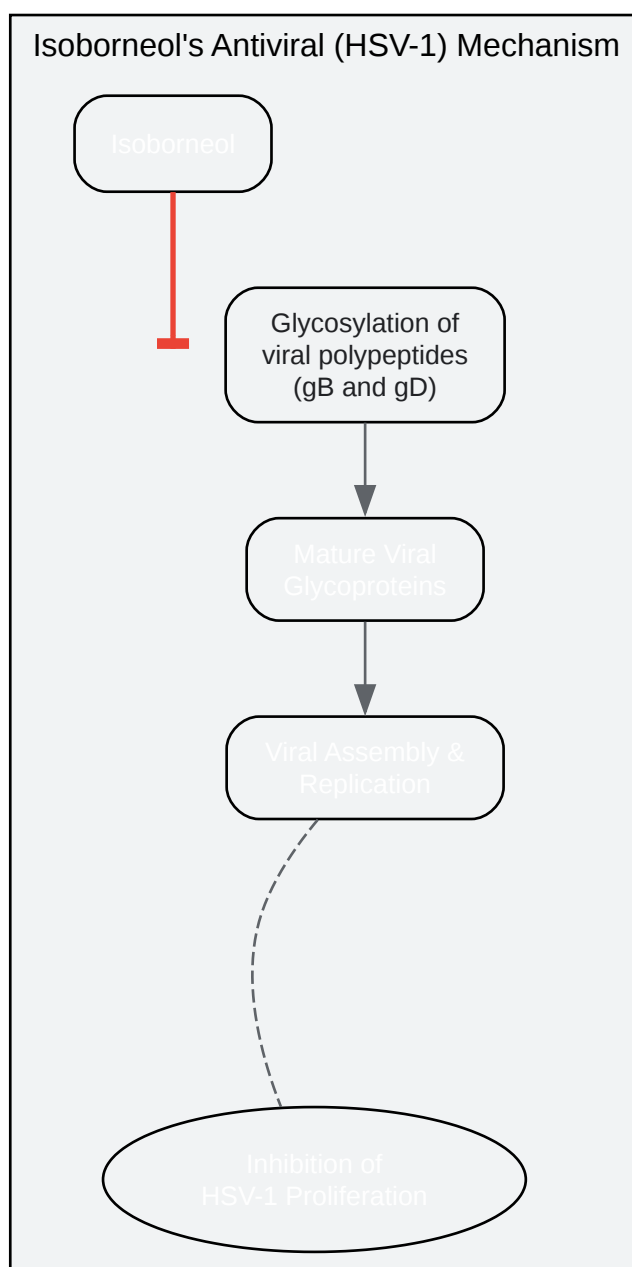 Isoborneol's Antiviral (HSV-1) Mechanism
Isoborneol
Glycosylation of
viral polypeptides
(gB and gD)
Mature Viral
Glycoproteins
Viral Assembly &
Replication
Inhibition of
HSV-1 Proliferation